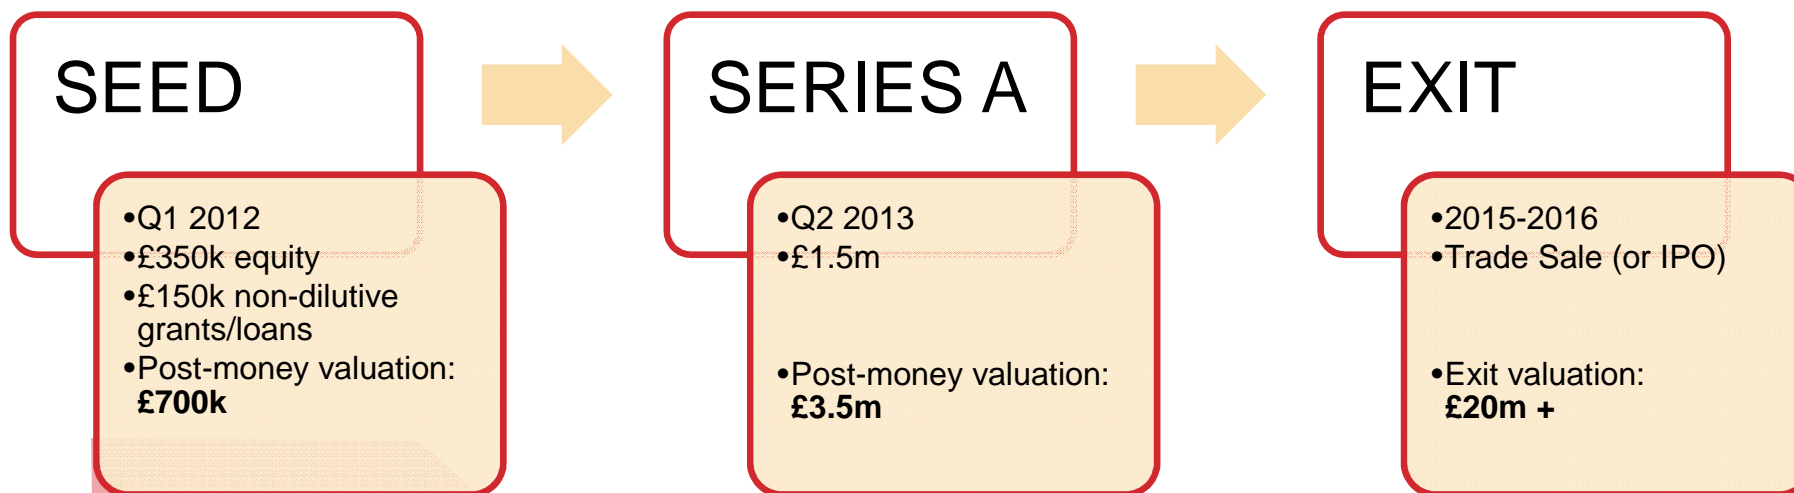 SEED
•Q1 2012
•£350k equity
•£150k non-dilutive
grants/loans
•Post-money valuation:
£700k
SERIES A
•Q2 2013
•£1.5m
•Post-money valuation:
£3.5m
EXIT
•2015-2016
•Trade Sale (or IPO)
•Exit valuation:
£20m +